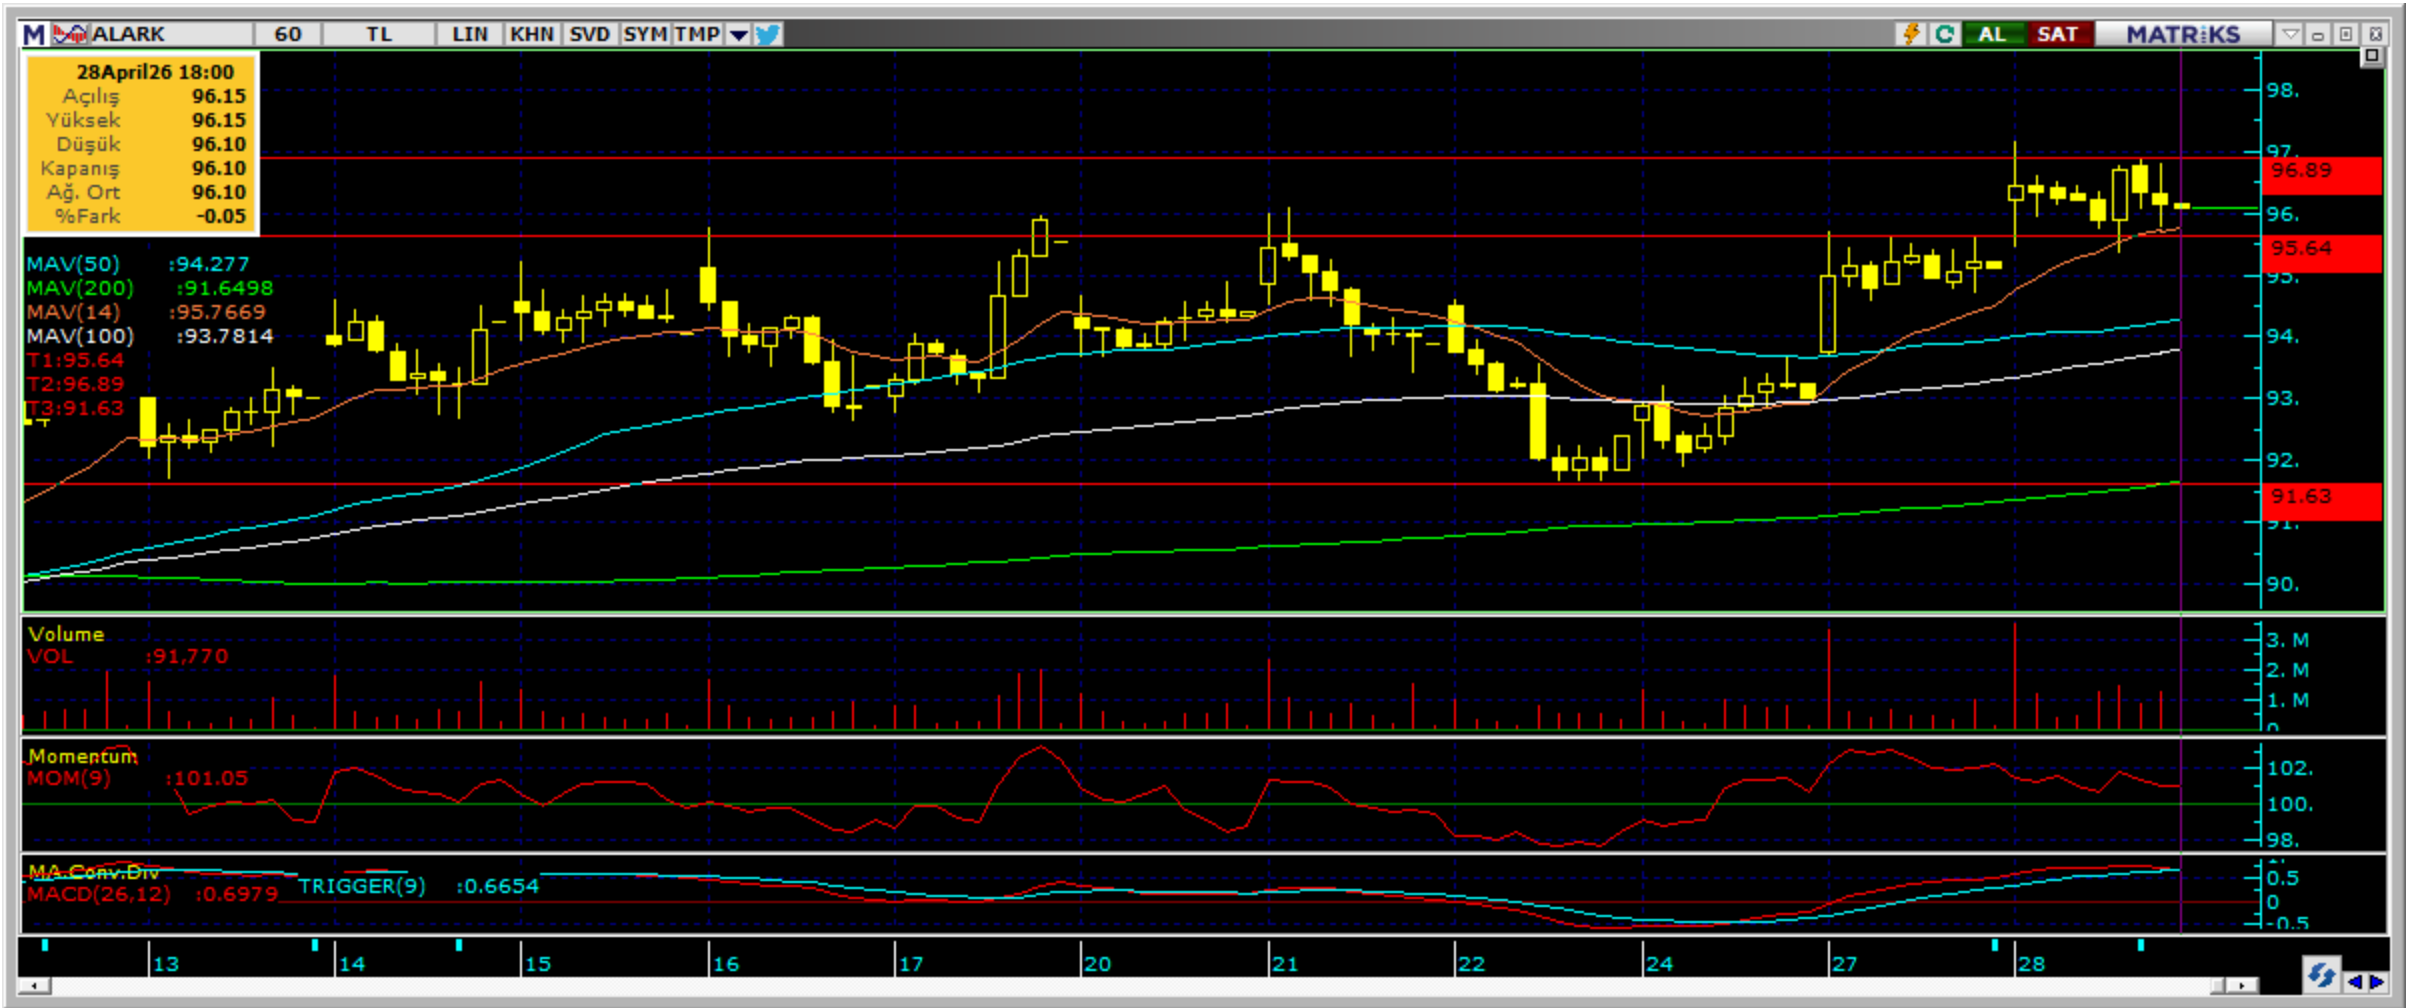 M ALARK 60 TL LIN KHN SVD SYM TMP AL SAT MATRiKS
28April26 18:00
Açılış 96.15
Yüksek 96.15
Düşük 96.10
Kapanış 96.10
Ağ. Ort 96.10
%Fark -0.05
MAV(50) :94.277
MAV(200) :91.6498
MAV(14) :95.7669
MAV(100) :93.7814
T1:95.64
T2:96.89
T3:91.63
98.
97.
96.89
96.
95.64
95.
94.
93.
92.
91.63
91.
90.
Volume
VOL :91,770
3. M
2. M
1. M
0
Momentum
MOM(9) :101.05
102.
100.
98.
MA.Conv.Div
MACD(26,12) :0.6979 TRIGGER(9) :0.6654
1.
0.5
0
-0.5
13 14 15 16 17 20 21 22 24 27 28